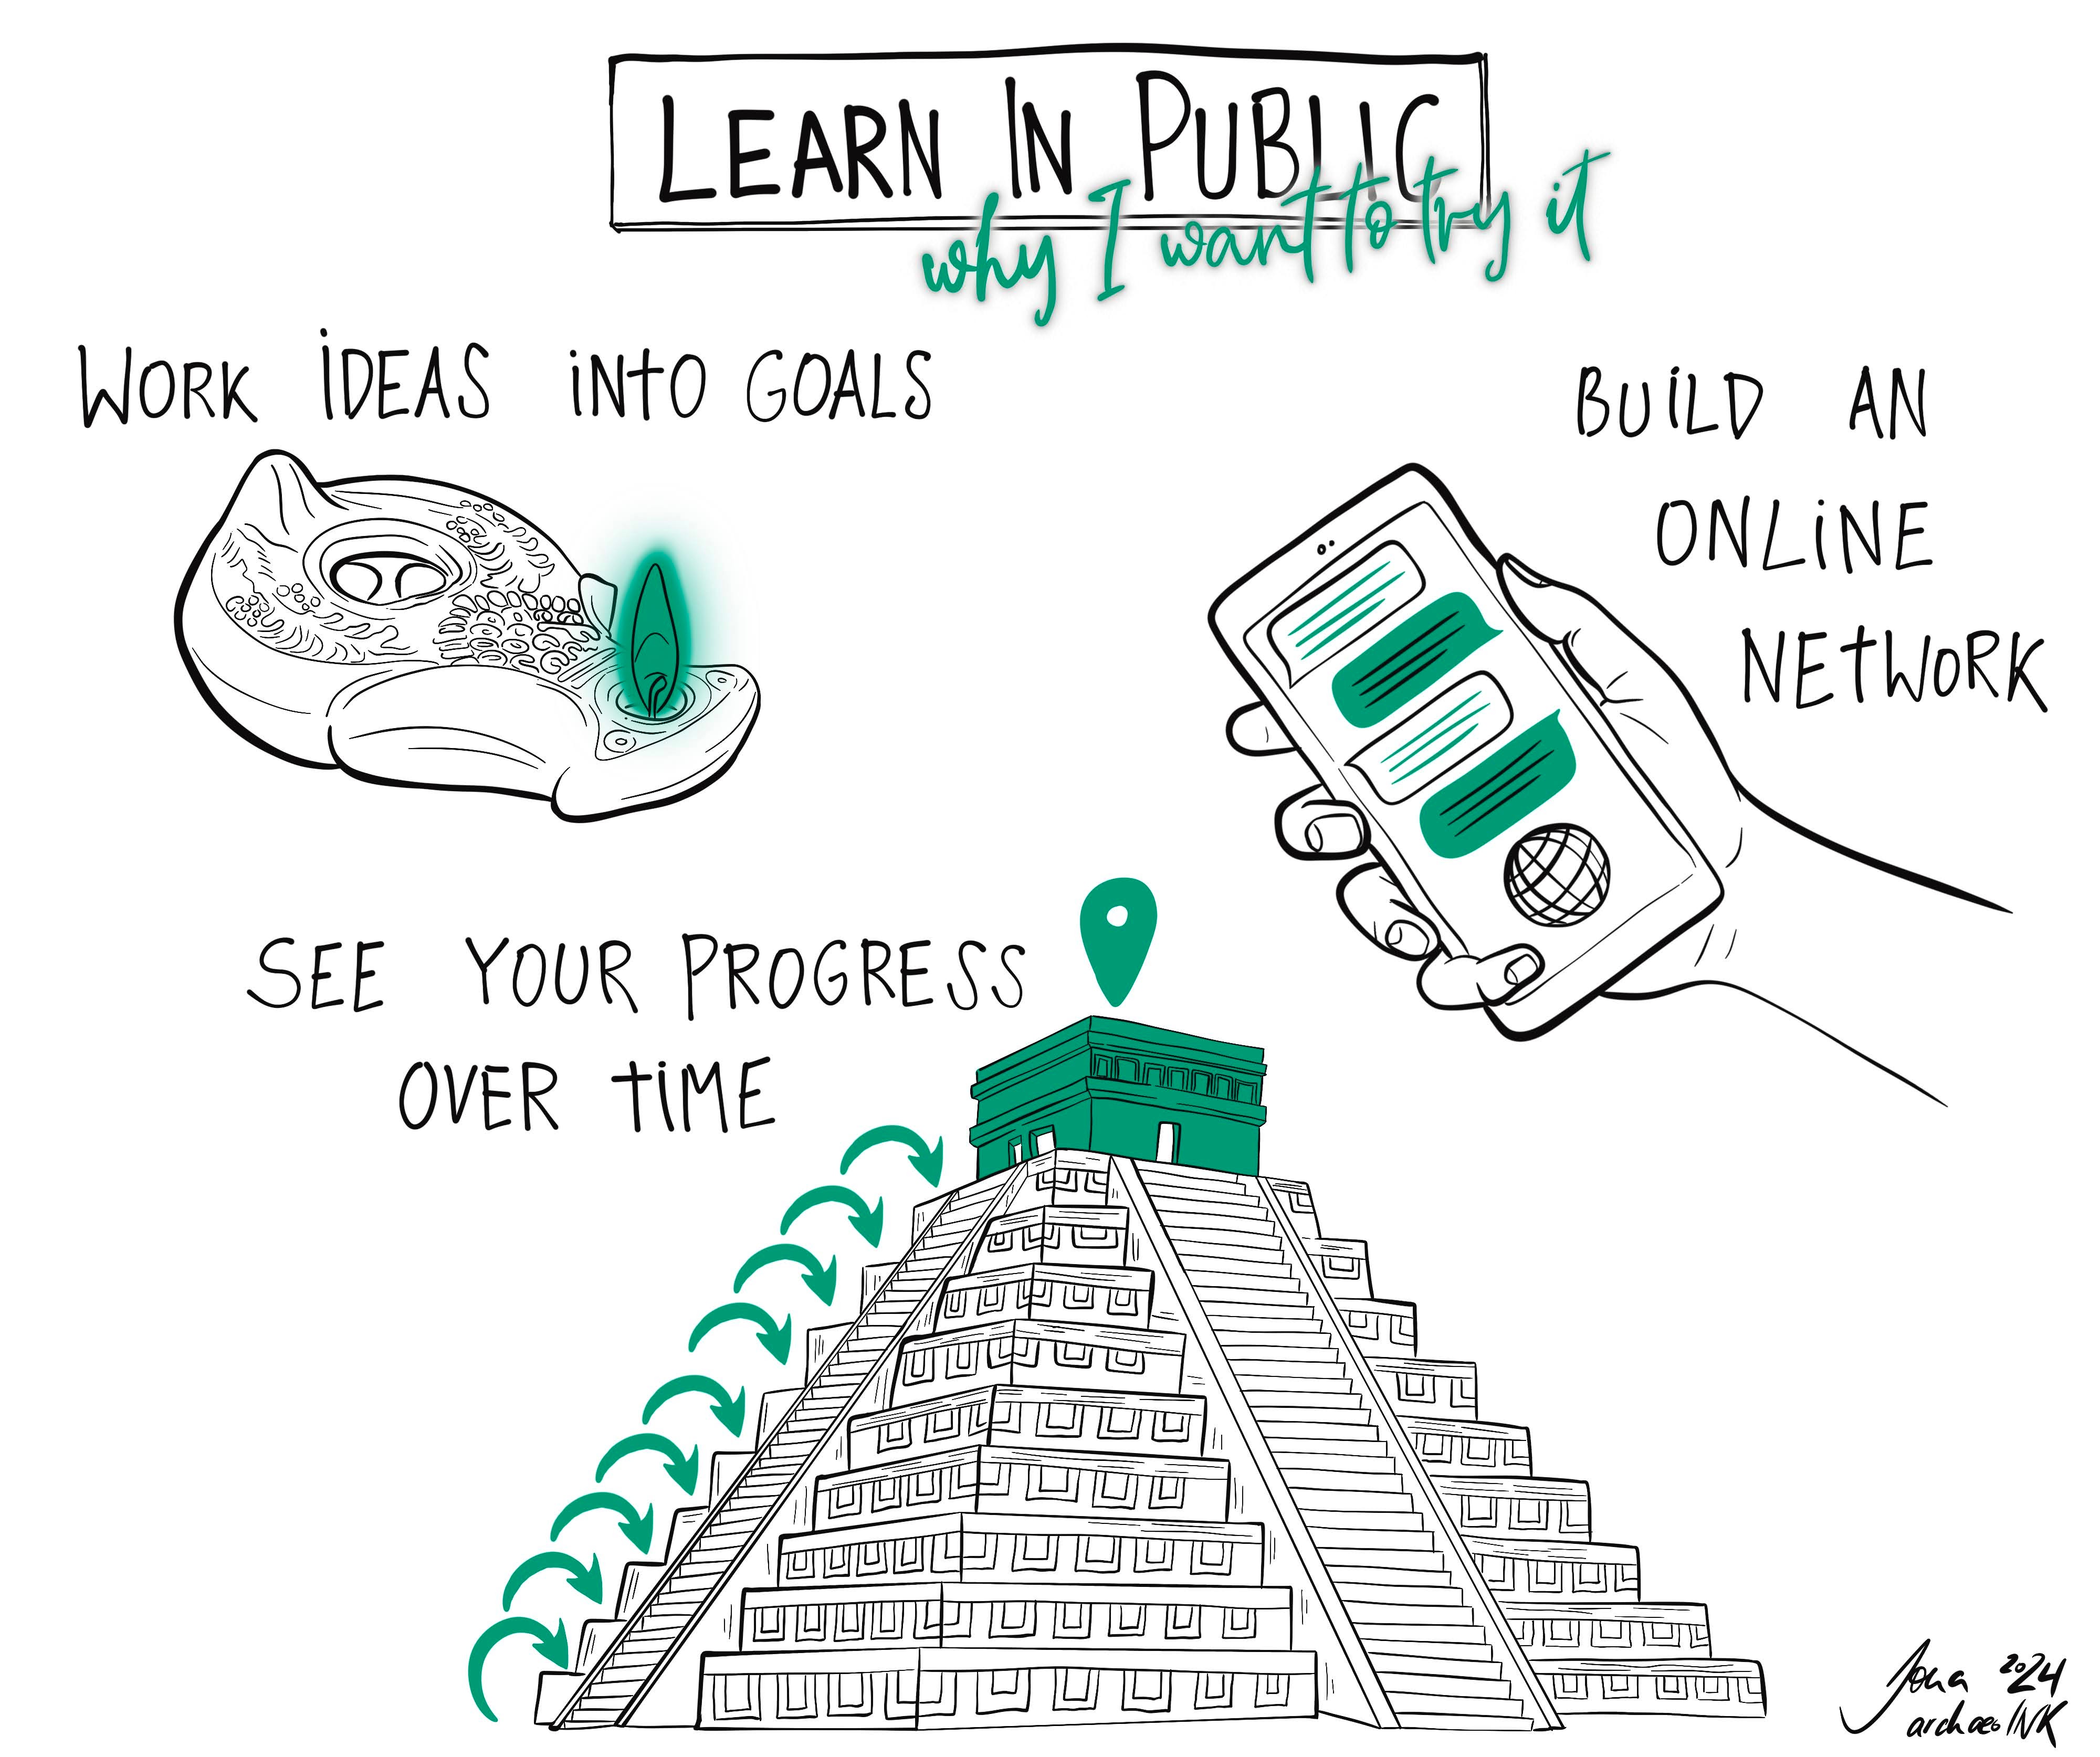 LEARN IN PUBLIC
why I want to try it
WORK IDEAS INTO GOALS
BUILD AN
ONLINE
NETWORK
SEE YOUR PROGRESS
OVER TIME
Jona 2024
archaeoINK